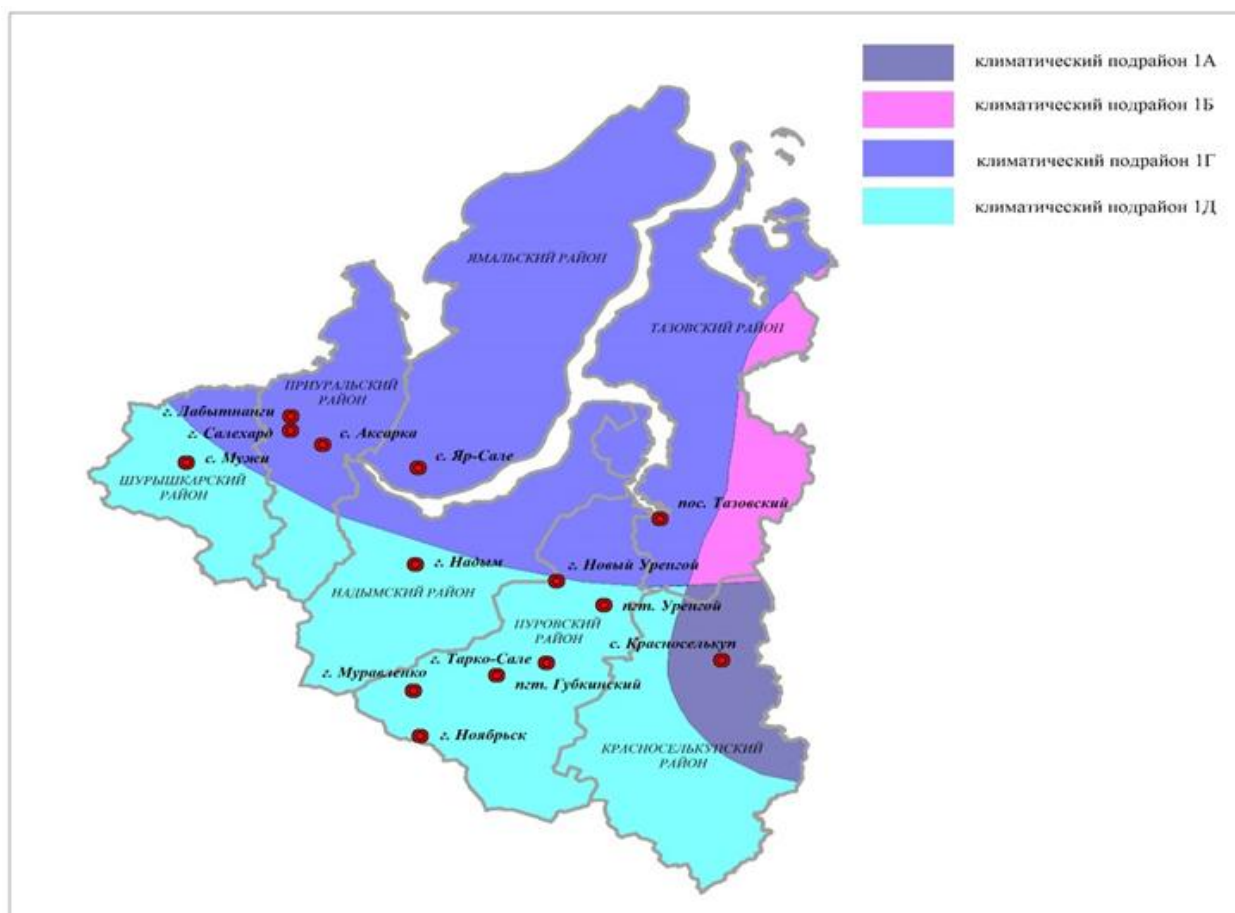 климатический подрайон 1А
климатический подрайон 1Б
климатический подрайон 1Г
климатический подрайон 1Д
ЯМАЛЬСКИЙ РАЙОН
ТАЗОВСКИЙ РАЙОН
ПРИУРАЛЬСКИЙ
РАЙОН
г. Лабытнанги
г. Салехард
с. Аксарка
с. Мужи
с. Яр-Сале
ШУРЫШКАРСКИЙ
РАЙОН
пос. Тазовский
г. Надым
г. Новый Уренгой
НАДЫМСКИЙ РАЙОН
пгт. Уренгой
ПУРОВСКИЙ
РАЙОН
с. Красноселькуп
г. Тарко-Сале
г. Муравленко
пгт. Губкинский
г. Ноябрьск
КРАСНОСЕЛЬКУПСКИЙ
РАЙОН